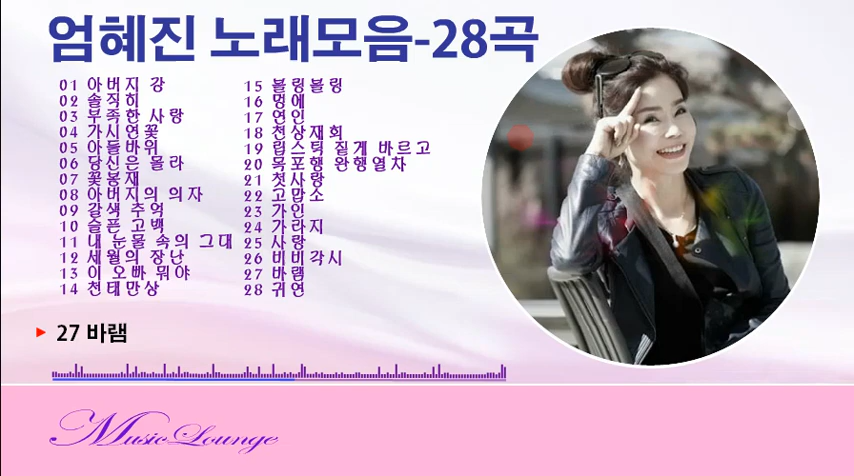 엄혜진 노래모음-28곡
01 아버지 강
02 솔직히
03 부족한 사랑
04 가시연꽃
05 아들바위
06 당신은 몰라
07 꽃봉재
08 아버지의 의자
09 갈색 추억
10 슬픈 고백
11 내 눈물 속의 그대
12 세월의 장난
13 이 오빠 뭐야
14 천태만상
15 볼링볼링
16 멍에
17 연인
18 천상재회
19 립스틱 짙게 바르고
20 목포행 완행열차
21 첫사랑
22 고맙소
23 가인
24 가라지
25 사랑
26 비비각시
27 바램
28 귀연
27 바램
MusicLounge